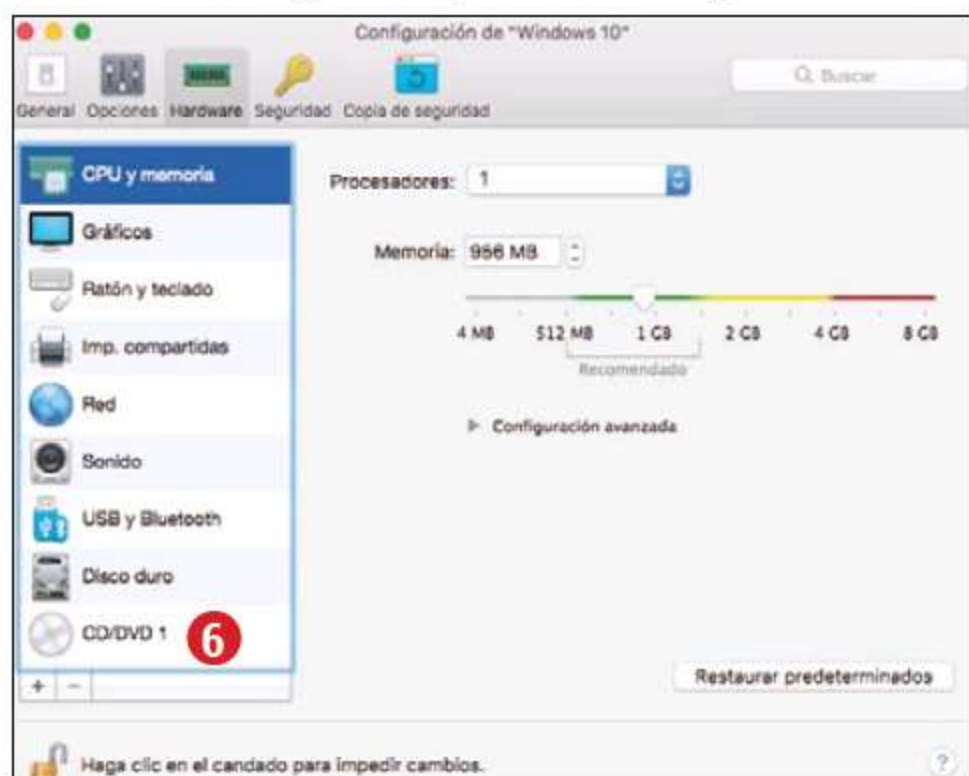 Configuración de "Windows 10"
Buscar
General Opciones Hardware Seguridad Copia de seguridad
CPU y memoria
Procesadores: 1
Gráficos
Memoria: 956 MB
Ratón y teclado
4 MB 512 MB 1 GB 2 GB 4 GB 8 GB
Imp. compartidas
Recomendado
Red
Configuración avanzada
Sonido
USB y Bluetooth
Disco duro
CD/DVD 1 6
+ -
Restaurar predeterminados
Haga clic en el candado para impedir cambios. ?